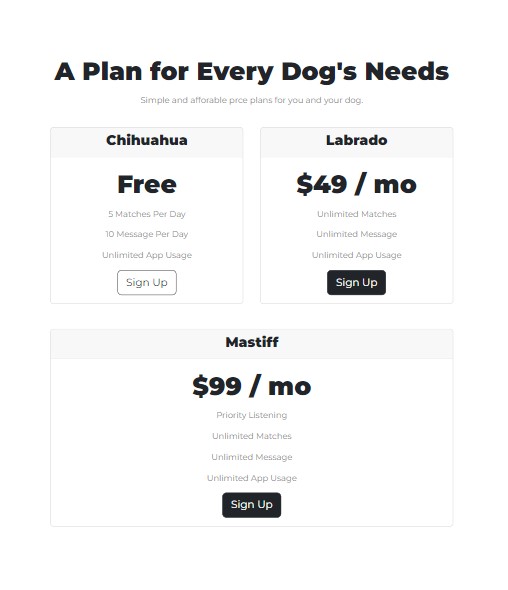 A Plan for Every Dog's Needs
Simple and afforable prce plans for you and your dog.
Chihuahua
Free
5 Matches Per Day
10 Message Per Day
Unlimited App Usage
Sign Up
Labrado
$49 / mo
Unlimited Matches
Unlimited Message
Unlimited App Usage
Sign Up
Mastiff
$99 / mo
Priority Listening
Unlimited Matches
Unlimited Message
Unlimited App Usage
Sign Up